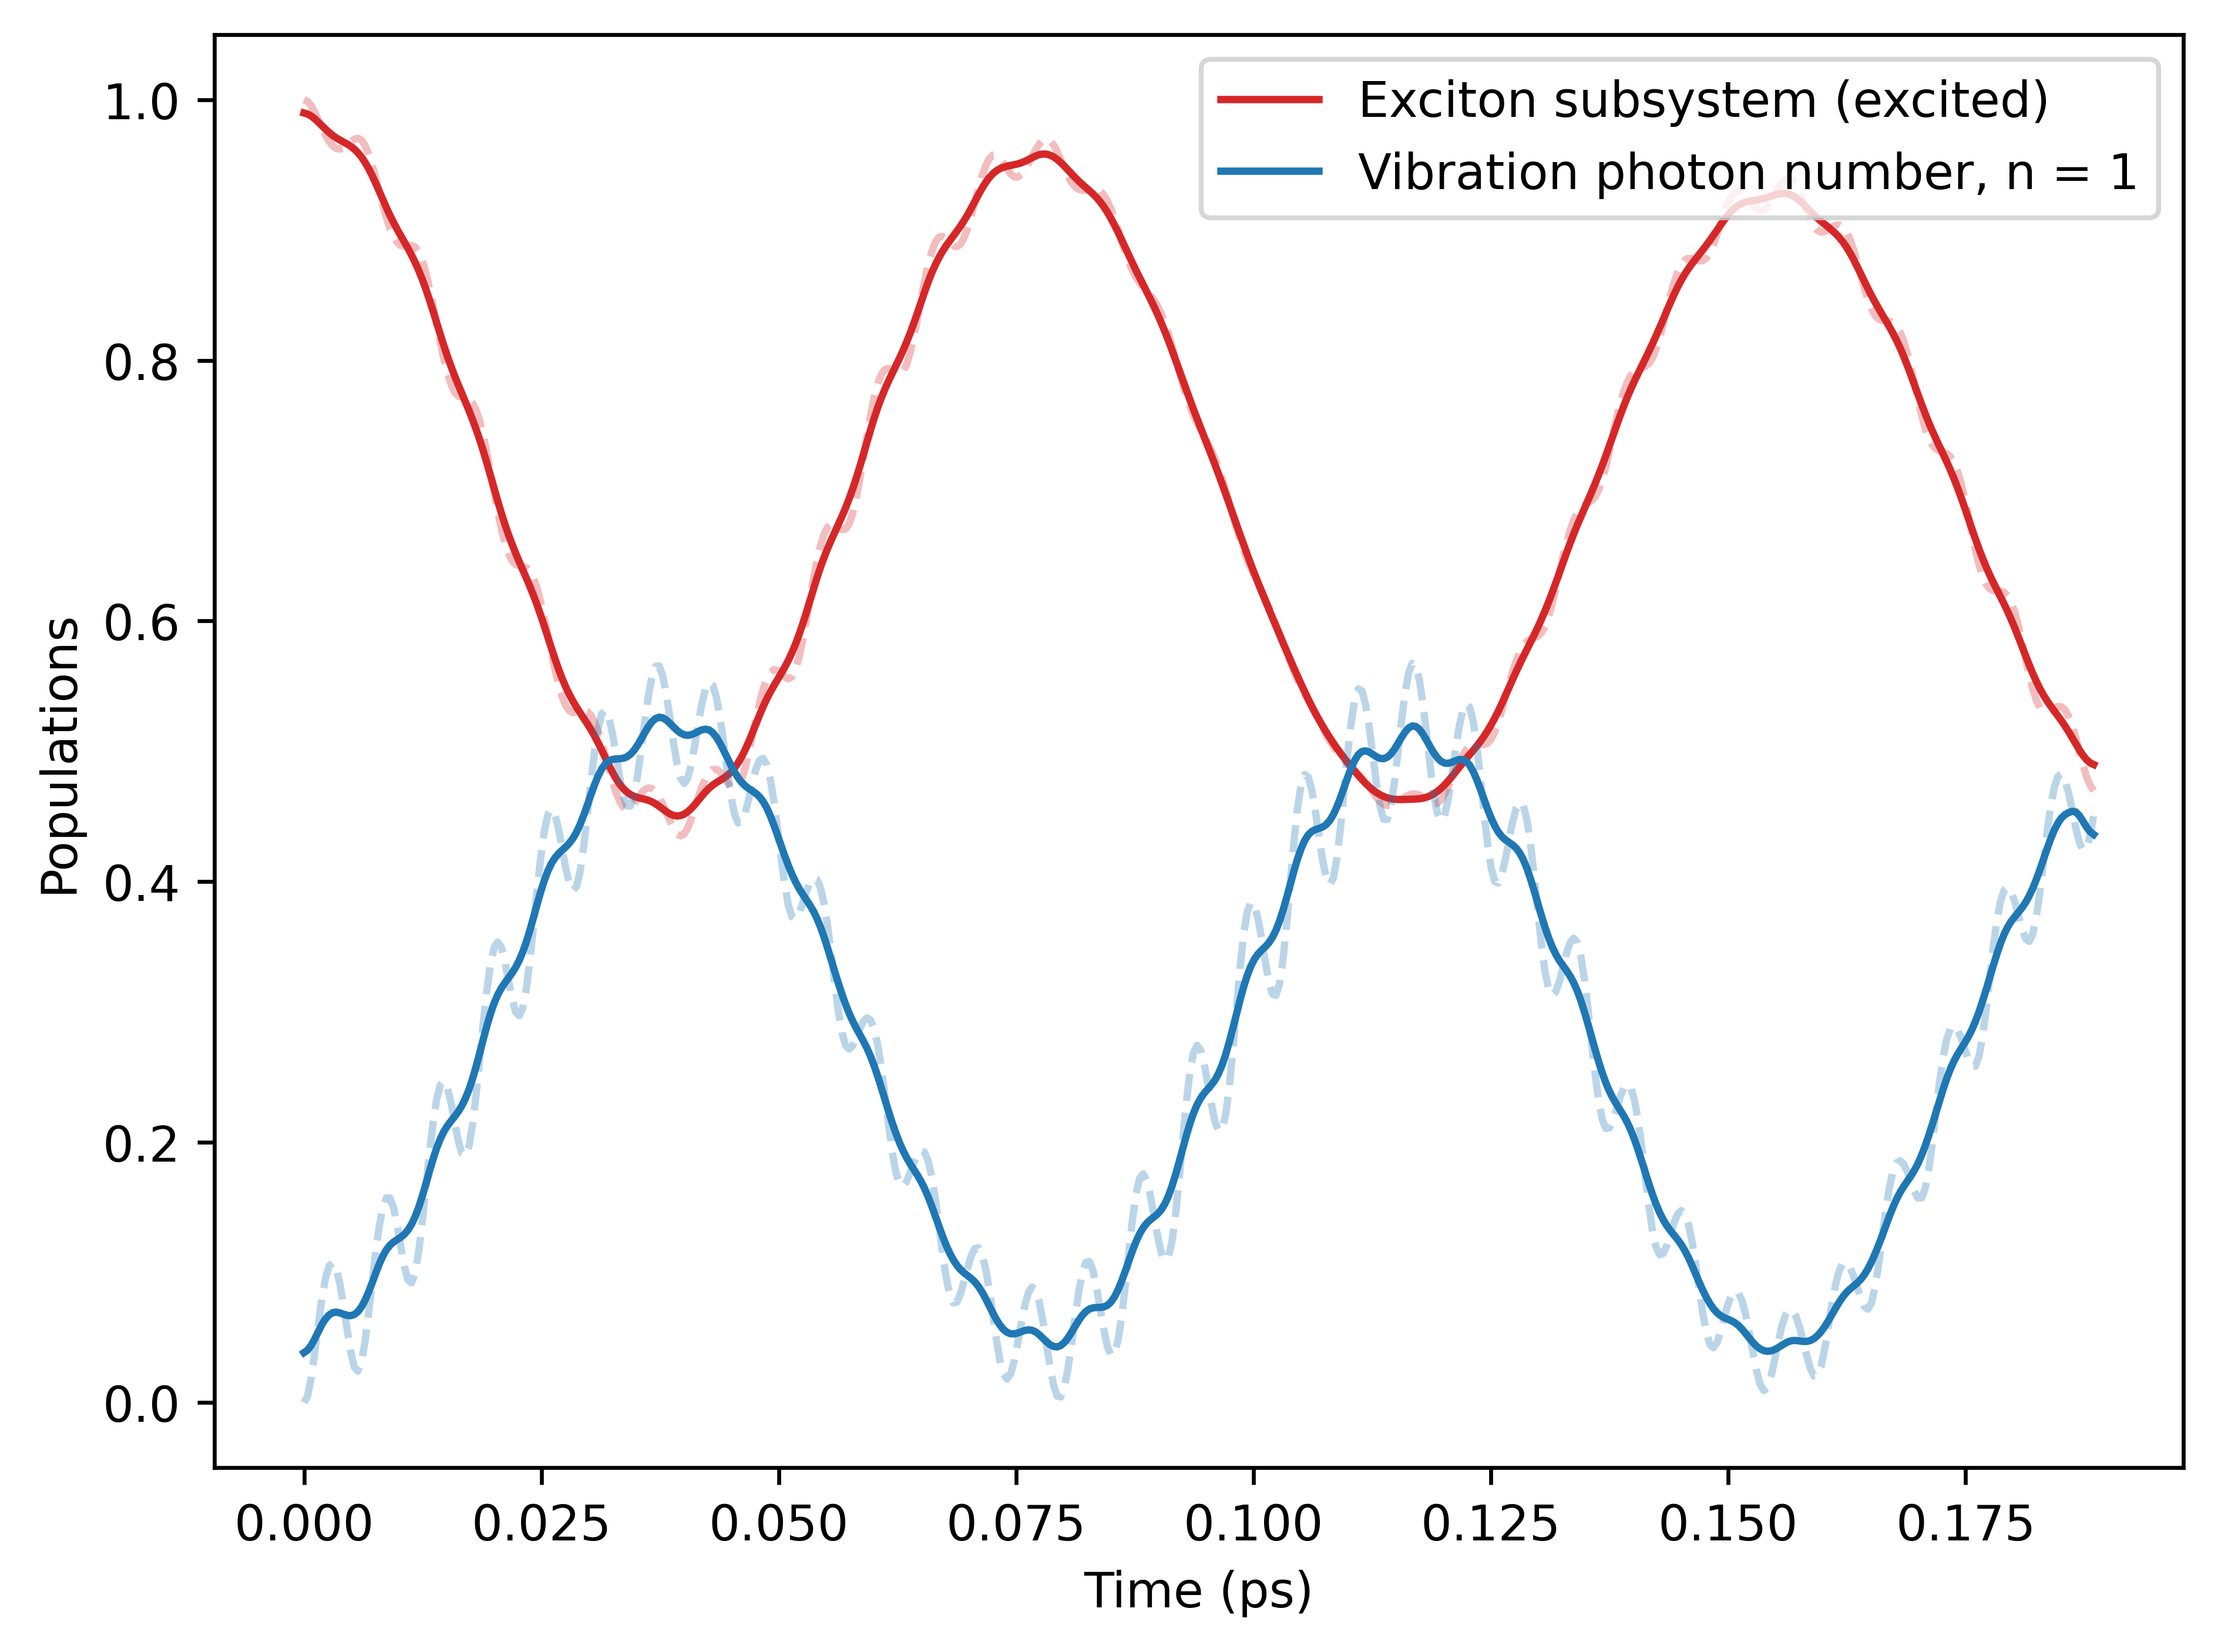 Exciton subsystem (excited)
Vibration photon number, n = 1
Populations
1.0
0.8
0.6
0.4
0.2
0.0
0.000 0.025 0.050 0.075 0.100 0.125 0.150 0.175
Time (ps)